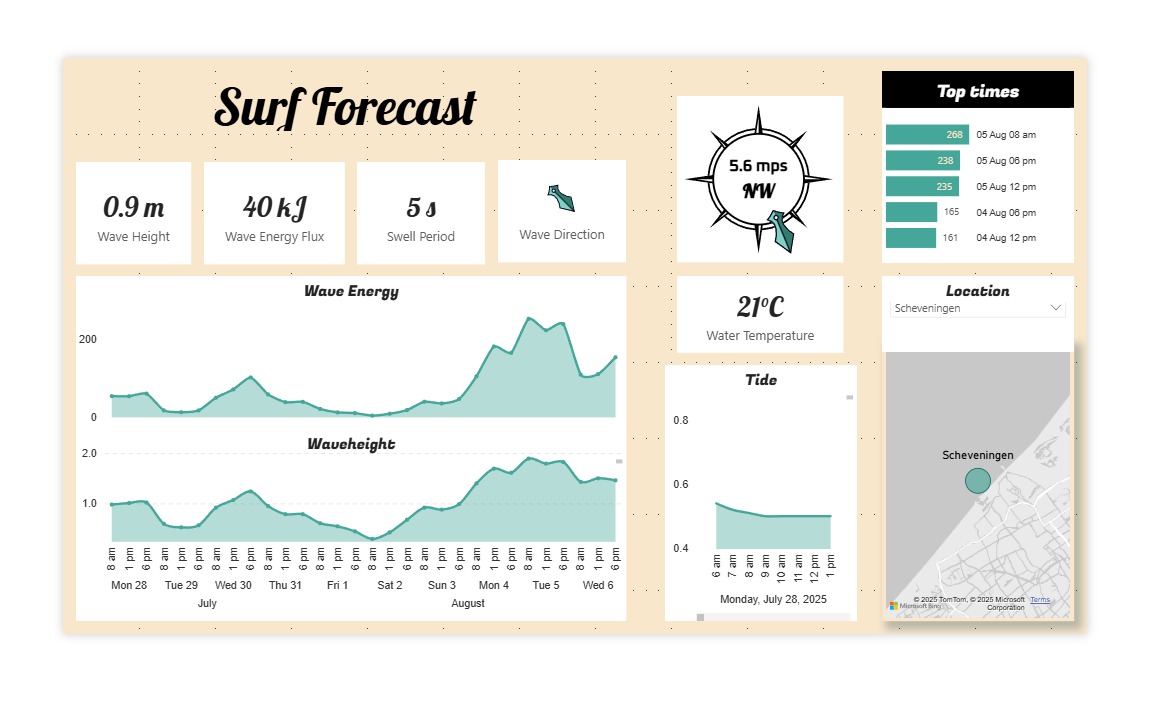 Surf Forecast
0.9 m
Wave Height
40 kJ
Wave Energy Flux
5 s
Swell Period
Wave Direction
Wave Energy
200
0
Waveheight
2.0
1.0
8 am 1 pm 6 pm 8 am 1 pm 6 pm 8 am 1 pm 6 pm 8 am 1 pm 6 pm 8 am 1 pm 6 pm 8 am 1 pm 6 pm 8 am 1 pm 6 pm 8 am 1 pm 6 pm 8 am 1 pm 6 pm 8 am 1 pm 6 pm
Mon 28 Tue 29 Wed 30 Thu 31 Fri 1 Sat 2 Sun 3 Mon 4 Tue 5 Wed 6
July August
5.6 mps
NW
21°C
Water Temperature
Tide
0.8
0.6
0.4
6 am 7 am 8 am 9 am 10 am 11 am 12 pm 1 pm
Monday, July 28, 2025
Top times
268 05 Aug 08 am
238 05 Aug 06 pm
235 05 Aug 12 pm
165 04 Aug 06 pm
161 04 Aug 12 pm
Location
Scheveningen
Scheveningen
Microsoft Bing
© 2025 TomTom, © 2025 Microsoft Corporation Terms